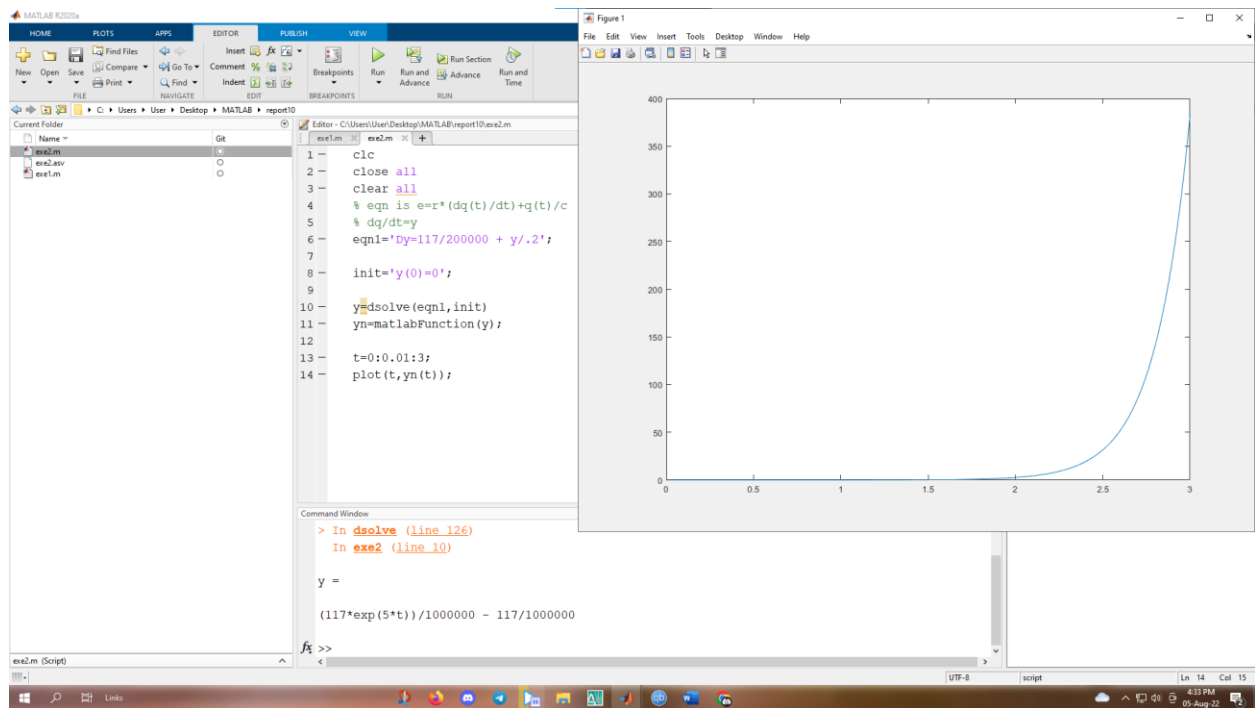 MATLAB R2020a
HOME PLOTS APPS EDITOR PUBLISH VIEW
New Open Save
Find Files
Compare
Print
FILE
Go To
Find
NAVIGATE
Insert fx
Comment %
Indent
EDIT
Breakpoints
BREAKPOINTS
Run
Run and Advance
Run Section
Advance
Run and Time
RUN
C: Users User Desktop MATLAB report10
Current Folder
Name Git
exe2.m
exe2.asv
exe1.m
exe2.m (Script)
Editor - C:\Users\User\Desktop\MATLAB\report10\exe2.m
exe1.m exe2.m +
1 - clc
2 - close all
3 - clear all
4 % eqn is e=r*(dq(t)/dt)+q(t)/c
5 % dq/dt=y
6 - eqn1='Dy=117/200000 + y/.2';
7
8 - init='y(0)=0';
9
10 - y=dsolve(eqn1,init)
11 - yn=matlabFunction(y);
12
13 - t=0:0.01:3;
14 - plot(t,yn(t));
Command Window
> In dsolve (line 126)
In exe2 (line 10)
y =
(117*exp(5*t))/1000000 - 117/1000000
fx >>
Figure 1
File Edit View Insert Tools Desktop Window Help
400
350
300
250
200
150
100
50
0
0 0.5 1 1.5 2 2.5 3
UTF-8 script Ln 14 Col 15
Links
4:33 PM
05-Aug-22
2